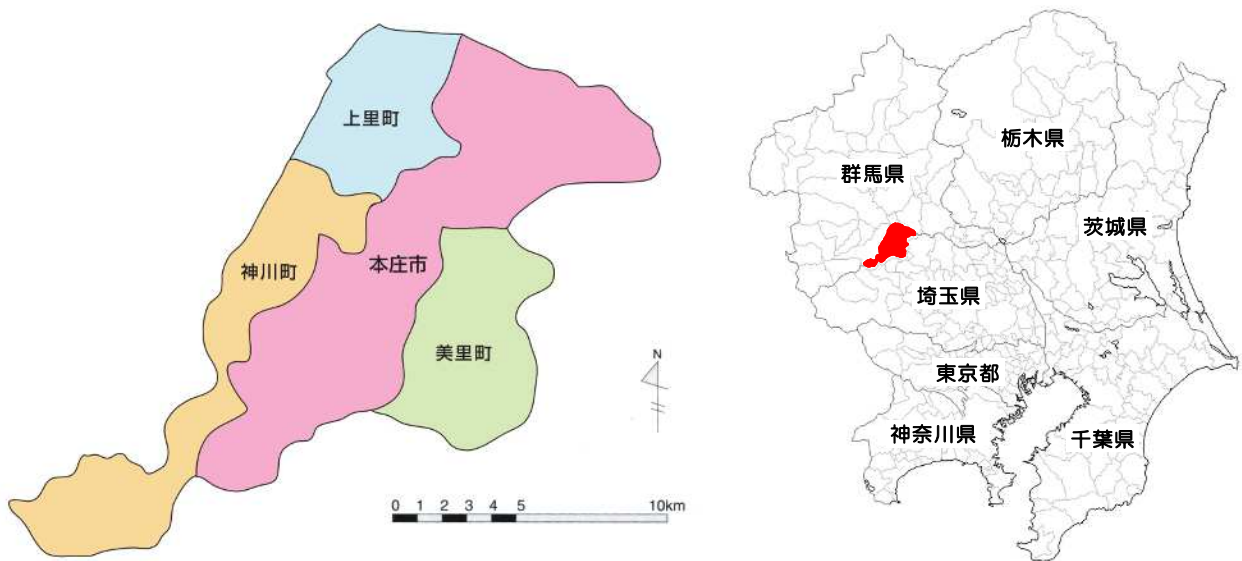 上里町
神川町
本庄市
美里町
N
0 1 2 3 4 5 10km
栃木県
群馬県
茨城県
埼玉県
東京都
神奈川県
千葉県